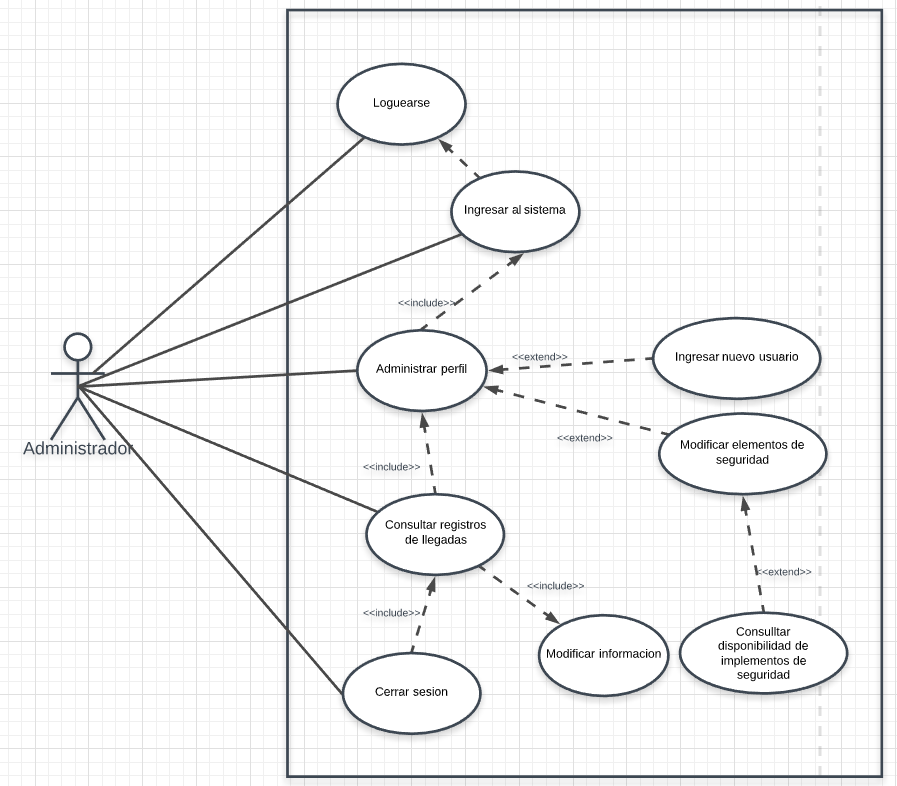 Loguearse
Ingresar al sistema
<<include>>
Administrar perfil
<<extend>>
Ingresar nuevo usuario
Administrador
<<extend>>
Modificar elementos de
seguridad
<<include>>
Consultar registros
de llegadas
<<extend>>
<<include>>
<<include>>
Modificar informacion
Consulltar
disponibilidad de
implementos de
seguridad
Cerrar sesion